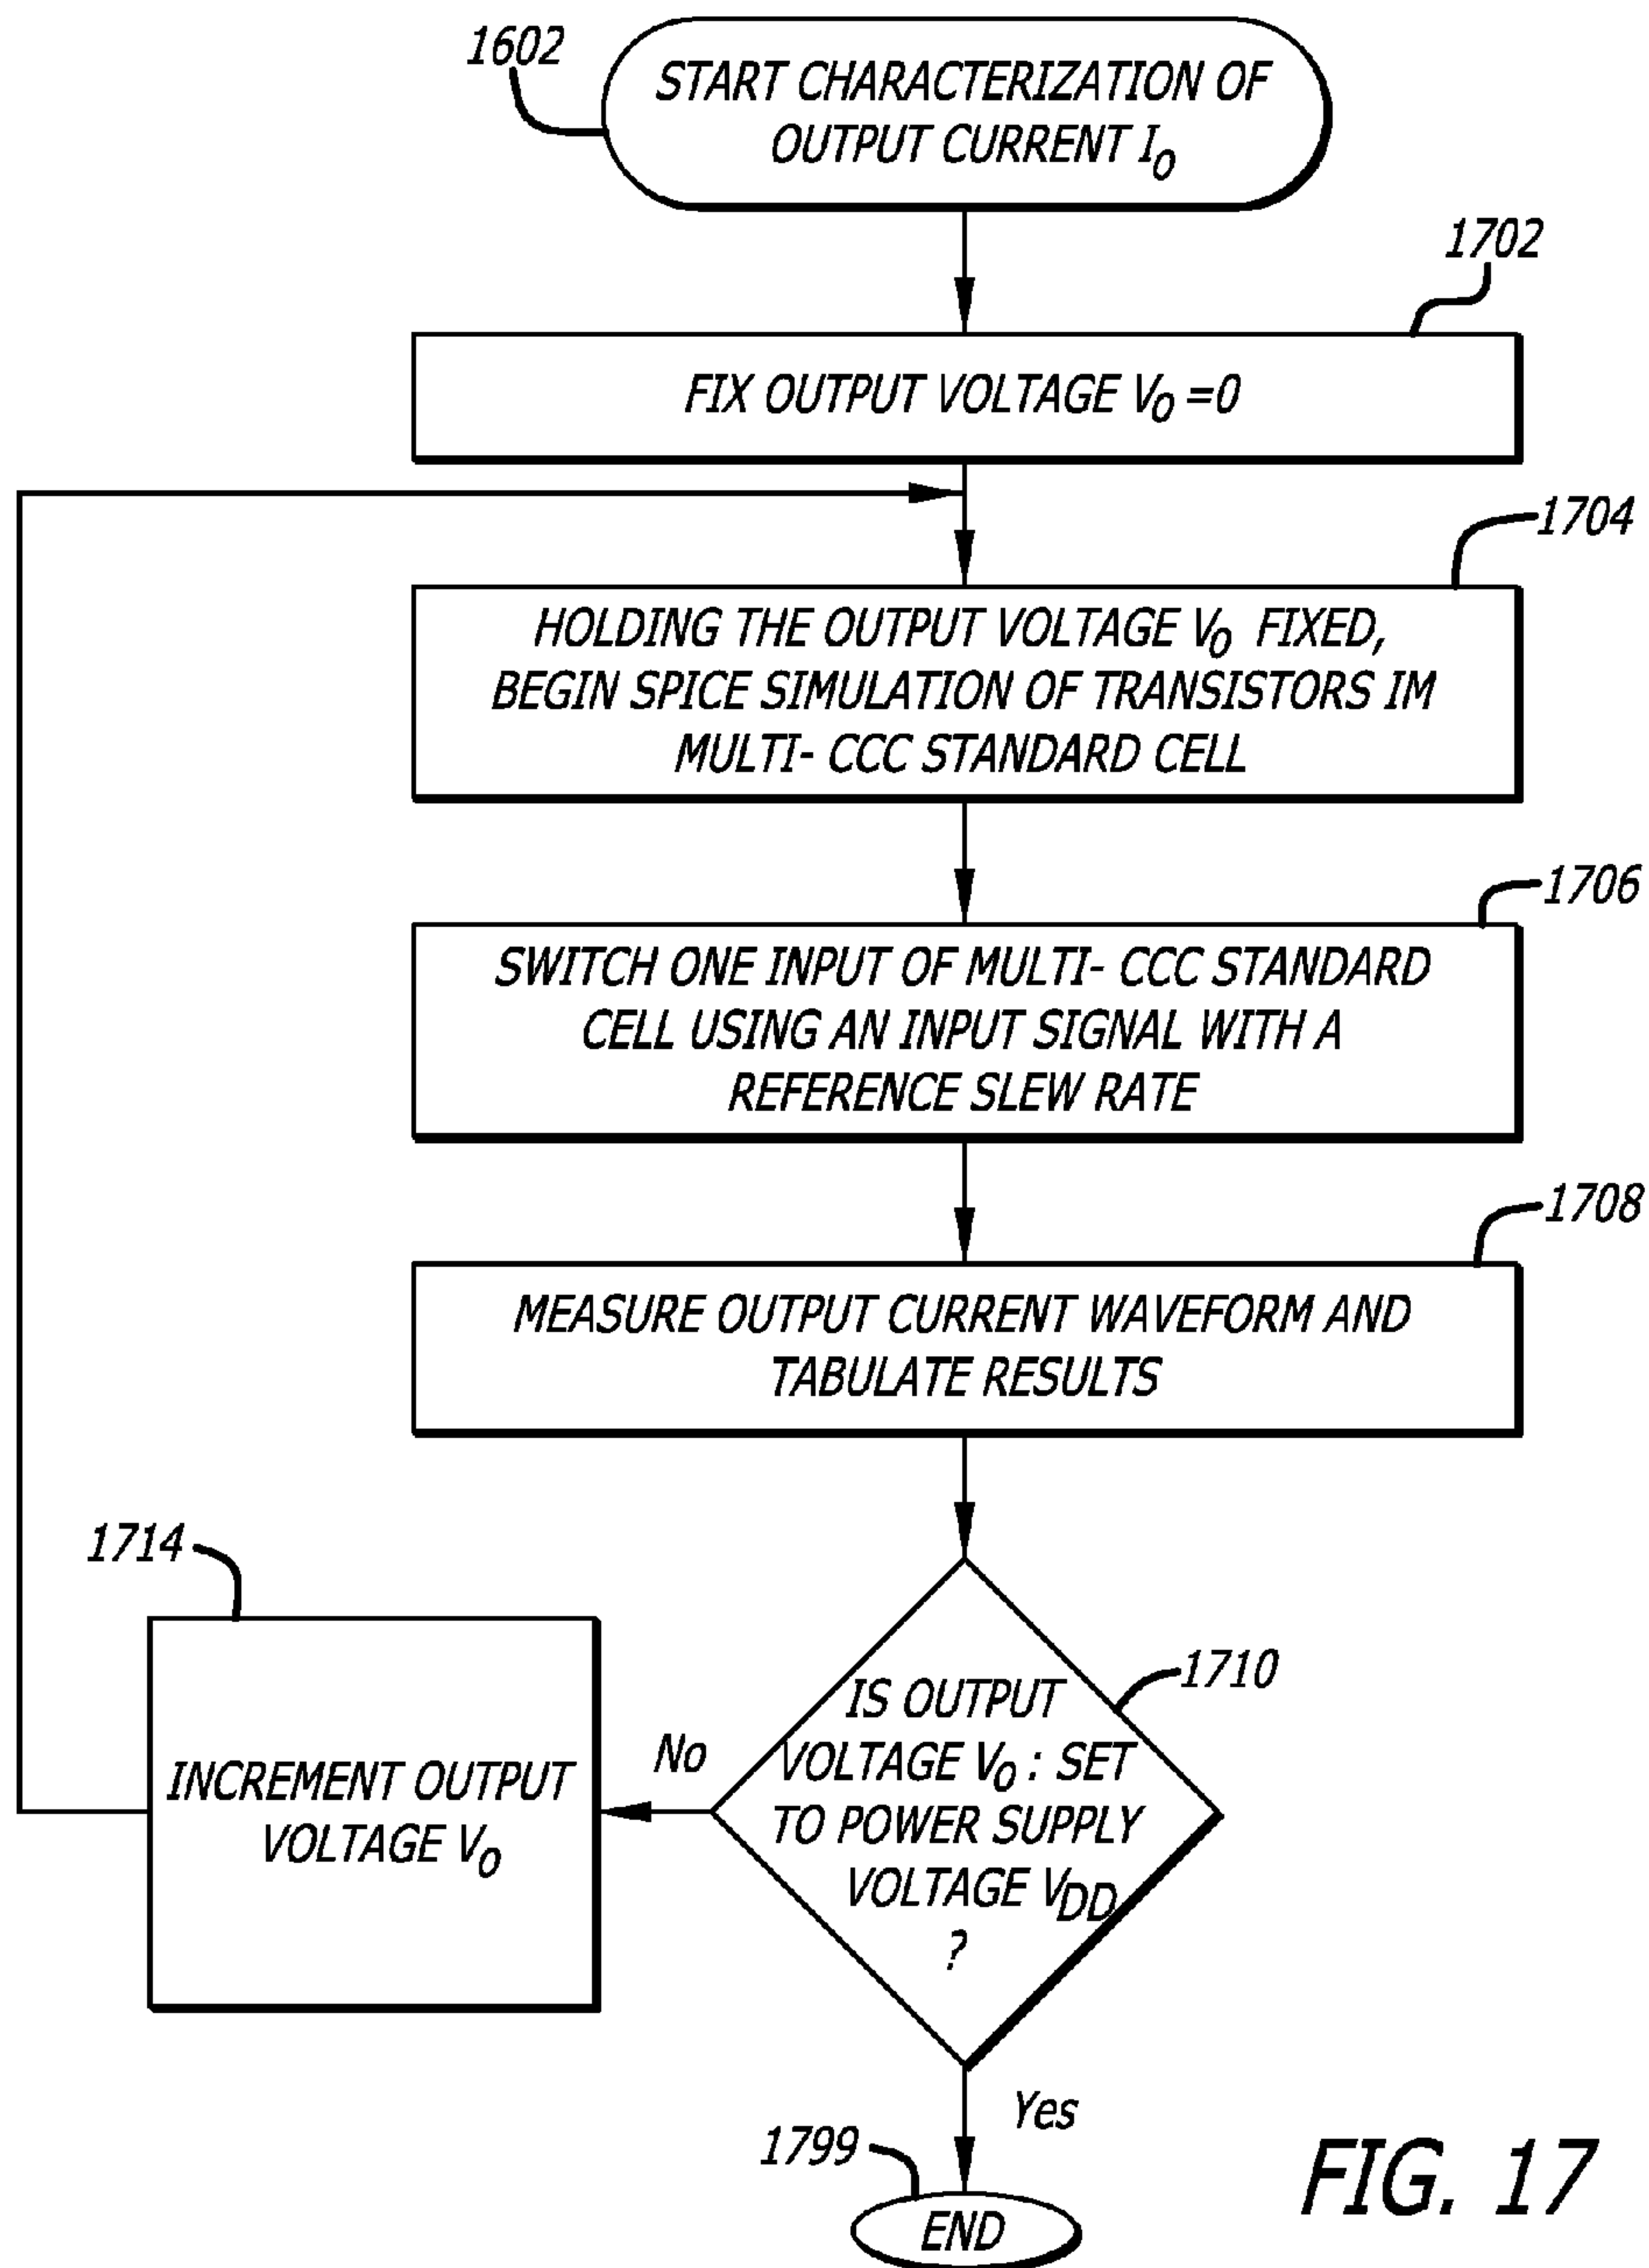 1602
START CHARACTERIZATION OF
OUTPUT CURRENT I₀
1702
FIX OUTPUT VOLTAGE V₀ =0
1704
HOLDING THE OUTPUT VOLTAGE V₀ FIXED,
BEGIN SPICE SIMULATION OF TRANSISTORS IM
MULTI- CCC STANDARD CELL
1706
SWITCH ONE INPUT OF MULTI- CCC STANDARD
CELL USING AN INPUT SIGNAL WITH A
REFERENCE SLEW RATE
1708
MEASURE OUTPUT CURRENT WAVEFORM AND
TABULATE RESULTS
1714
INCREMENT OUTPUT
VOLTAGE V₀
No
1710
IS OUTPUT
VOLTAGE V₀ : SET
TO POWER SUPPLY
VOLTAGE VDD
?
Yes
1799
END
FIG. 17